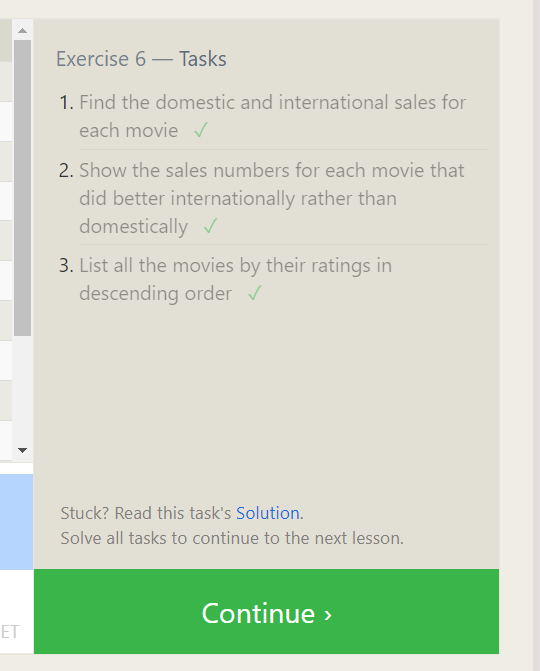 Exercise 6 — Tasks
1. Find the domestic and international sales for
each movie ✓
2. Show the sales numbers for each movie that
did better internationally rather than
domestically ✓
3. List all the movies by their ratings in
descending order ✓
Stuck? Read this task's Solution.
Solve all tasks to continue to the next lesson.
ET
Continue ›